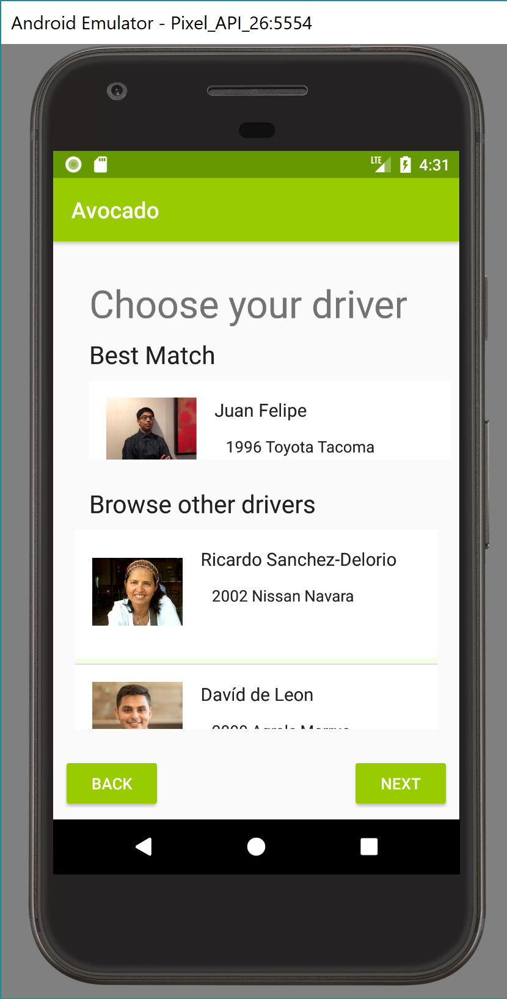 Android Emulator - Pixel_API_26:5554
LTE 4:31
Avocado
Choose your driver
Best Match
Juan Felipe
1996 Toyota Tacoma
Browse other drivers
Ricardo Sanchez-Delorio
2002 Nissan Navara
Davíd de Leon
BACK
NEXT